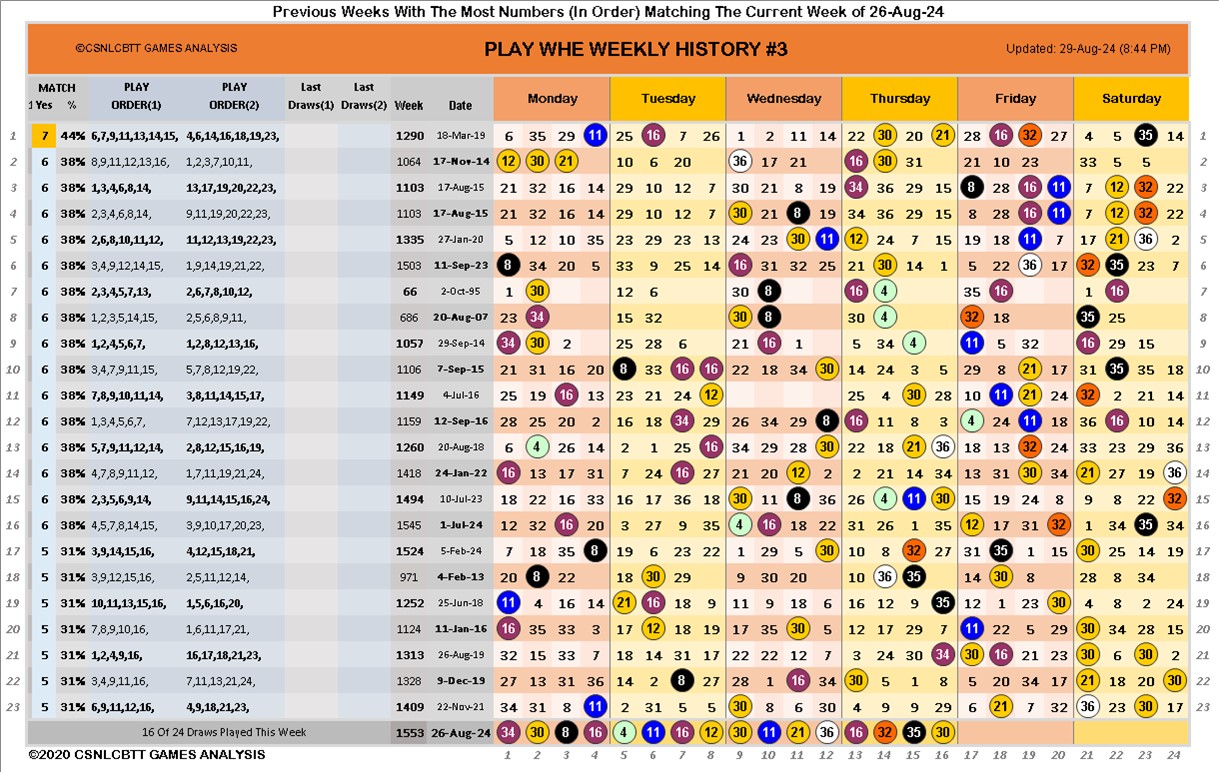 Previous Weeks With The Most Numbers (In Order) Matching The Current Week of 26-Aug-24
©CSNLCBTT GAMES ANALYSIS PLAY WHE WEEKLY HISTORY #3 Updated: 29-Aug-24 (8:44 PM)
MATCH PLAY PLAY Last Last
1 Yes % ORDER(1) ORDER(2) Draws(1) Draws(2) Week Date Monday Tuesday Wednesday Thursday Friday Saturday
1 7 44% 6,7,9,11,13,14,15, 4,6,14,16,18,19,23, 1290 18-Mar-19 6 35 29 11 25 16 7 26 1 2 11 14 22 30 20 21 28 16 32 27 4 5 35 14 1
2 6 38% 8,9,11,12,13,16, 1,2,3,7,10,11, 1064 17-Nov-14 12 30 21 10 6 20 36 17 21 16 30 31 21 10 23 33 5 5 2
3 6 38% 1,3,4,6,8,14, 13,17,19,20,22,23, 1103 17-Aug-15 21 32 16 14 29 10 12 7 30 21 8 19 34 36 29 15 8 28 16 11 7 12 32 22 3
4 6 38% 2,3,4,6,8,14, 9,11,19,20,22,23, 1103 17-Aug-15 21 32 16 14 29 10 12 7 30 21 8 19 34 36 29 15 8 28 16 11 7 12 32 22 4
5 6 38% 2,6,8,10,11,12, 11,12,13,19,22,23, 1335 27-Jan-20 5 12 10 35 23 29 23 13 24 23 30 11 12 24 7 15 19 18 11 7 17 21 36 2 5
6 6 38% 3,4,9,12,14,15, 1,9,14,19,21,22, 1503 11-Sep-23 8 34 20 5 33 9 25 14 16 31 32 25 21 30 14 1 5 22 36 17 32 35 23 7 6
7 6 38% 2,3,4,5,7,13, 2,6,7,8,10,12, 66 2-Oct-95 1 30 12 6 30 8 16 4 35 16 1 16 7
8 6 38% 1,2,3,5,14,15, 2,5,6,8,9,11, 686 20-Aug-07 23 34 15 32 30 8 30 4 32 18 35 25 8
9 6 38% 1,2,4,5,6,7, 1,2,8,12,13,16, 1057 29-Sep-14 34 30 2 25 28 6 21 16 1 5 34 4 11 5 32 16 29 15 9
10 6 38% 3,4,7,9,11,15, 5,7,8,12,19,22, 1106 7-Sep-15 21 31 16 20 8 33 16 16 22 18 34 30 14 24 3 5 29 8 21 17 31 35 35 18 10
11 6 38% 7,8,9,10,11,14, 3,8,11,14,15,17, 1149 4-Jul-16 25 19 16 13 23 21 24 12 25 4 30 28 10 11 21 24 32 2 21 14 11
12 6 38% 1,3,4,5,6,7, 7,12,13,17,19,22, 1159 12-Sep-16 28 25 20 2 16 18 34 29 26 34 29 8 16 11 8 3 4 24 11 18 36 16 10 14 12
13 6 38% 5,7,9,11,12,14, 2,8,12,15,16,19, 1260 20-Aug-18 6 4 26 14 2 1 25 16 34 29 28 30 22 18 21 36 18 13 32 24 33 23 29 36 13
14 6 38% 4,7,8,9,11,12, 1,7,11,19,21,24, 1418 24-Jan-22 16 13 17 31 7 24 16 27 21 20 12 2 2 21 14 34 14 31 30 34 21 27 19 36 14
15 6 38% 2,3,5,6,9,14, 9,11,14,15,16,24, 1494 10-Jul-23 18 22 16 33 16 17 36 18 30 11 8 36 26 4 11 30 15 19 24 8 9 8 22 32 15
16 6 38% 4,5,7,8,14,15, 3,9,10,17,20,23, 1545 1-Jul-24 12 32 16 20 3 27 9 35 4 16 18 22 31 26 1 35 12 17 31 32 1 34 35 34 16
17 5 31% 3,9,14,15,16, 4,12,15,18,21, 1524 5-Feb-24 7 18 35 8 19 6 23 22 1 29 5 30 10 8 32 27 31 35 1 15 30 25 14 19 17
18 5 31% 3,9,12,15,16, 2,5,11,12,14, 971 4-Feb-13 20 8 22 18 30 29 9 30 20 10 36 35 14 30 8 28 8 34 18
19 5 31% 10,11,13,15,16, 1,5,6,16,20, 1252 25-Jun-18 11 4 16 14 21 16 18 9 11 9 18 6 16 12 9 35 12 1 23 30 4 8 2 24 19
20 5 31% 7,8,9,10,16, 1,6,11,17,21, 1124 11-Jan-16 16 35 33 3 17 12 18 19 17 35 30 5 12 17 29 7 11 22 5 29 30 34 28 15 20
21 5 31% 1,2,4,9,16, 16,17,18,21,23, 1313 26-Aug-19 32 15 33 7 18 14 31 17 22 22 12 7 3 24 30 34 30 16 21 23 30 6 30 2 21
22 5 31% 3,4,9,11,16, 7,11,13,21,24, 1328 9-Dec-19 27 13 31 36 14 2 8 27 28 1 16 34 30 5 1 8 5 20 34 17 21 18 20 30 22
23 5 31% 6,9,11,12,16, 4,9,18,21,23, 1409 22-Nov-21 34 31 8 11 2 31 5 5 30 8 6 30 4 9 9 29 6 21 7 32 36 23 30 17 23
16 Of 24 Draws Played This Week 1553 26-Aug-24 34 30 8 16 4 11 16 12 30 11 21 36 16 32 35 30
©2020 CSNLCBTT GAMES ANALYSIS 1 2 3 4 5 6 7 8 9 10 11 12 13 14 15 16 17 18 19 20 21 22 23 24